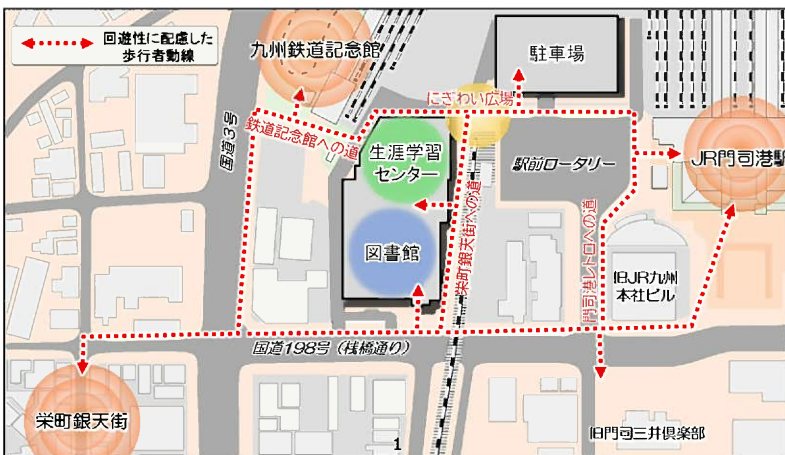 回遊性に配慮した
歩行者動線
九州鉄道記念館
駐車場
にぎわい広場
鉄道記念館への道
国道3号
生涯学習
センター
駅前ロータリー
JR門司港駅
栄町銀天街への道
図書館
門司港レトロへの道
旧JR九州
本社ビル
国道198号（桟橋通り）
栄町銀天街
旧門司三井倶楽部
1